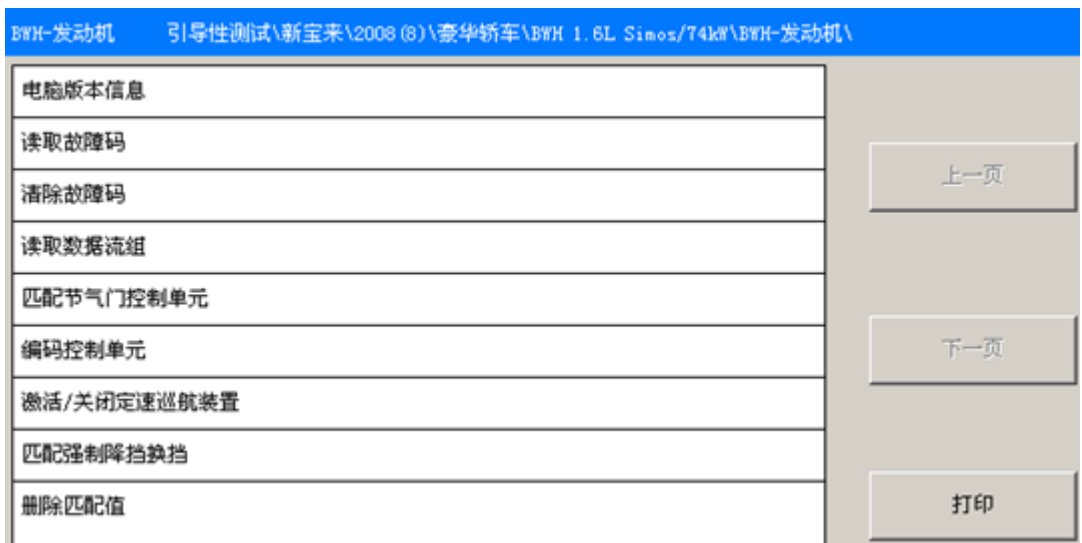 BWH-发动机 引导性测试\新宝来\2008(8)\豪华轿车\BWH 1.6L Simos/74kW\BWH-发动机\
电脑版本信息
读取故障码
清除故障码
读取数据流组
匹配节气门控制单元
编码控制单元
激活/关闭定速巡航装置
匹配强制降挡换挡
删除匹配值
上一页
下一页
打印